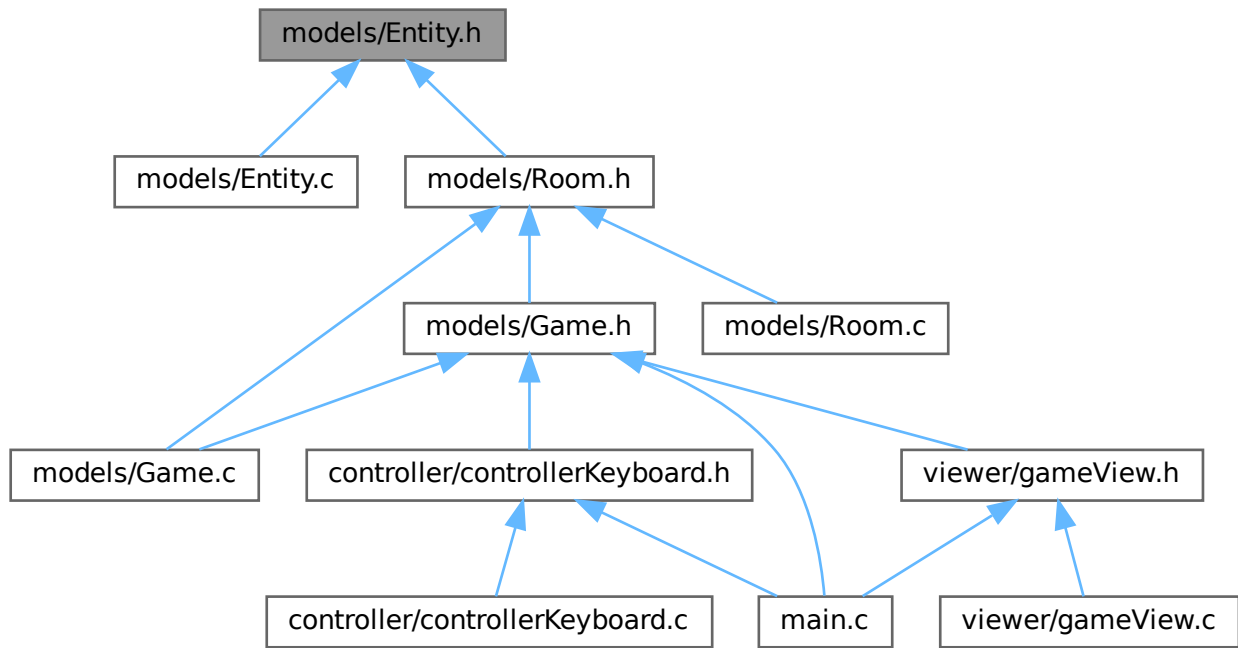 models/Entity.h
models/Entity.c
models/Room.h
models/Game.h
models/Room.c
models/Game.c
controller/controllerKeyboard.h
viewer/gameView.h
controller/controllerKeyboard.c
main.c
viewer/gameView.c